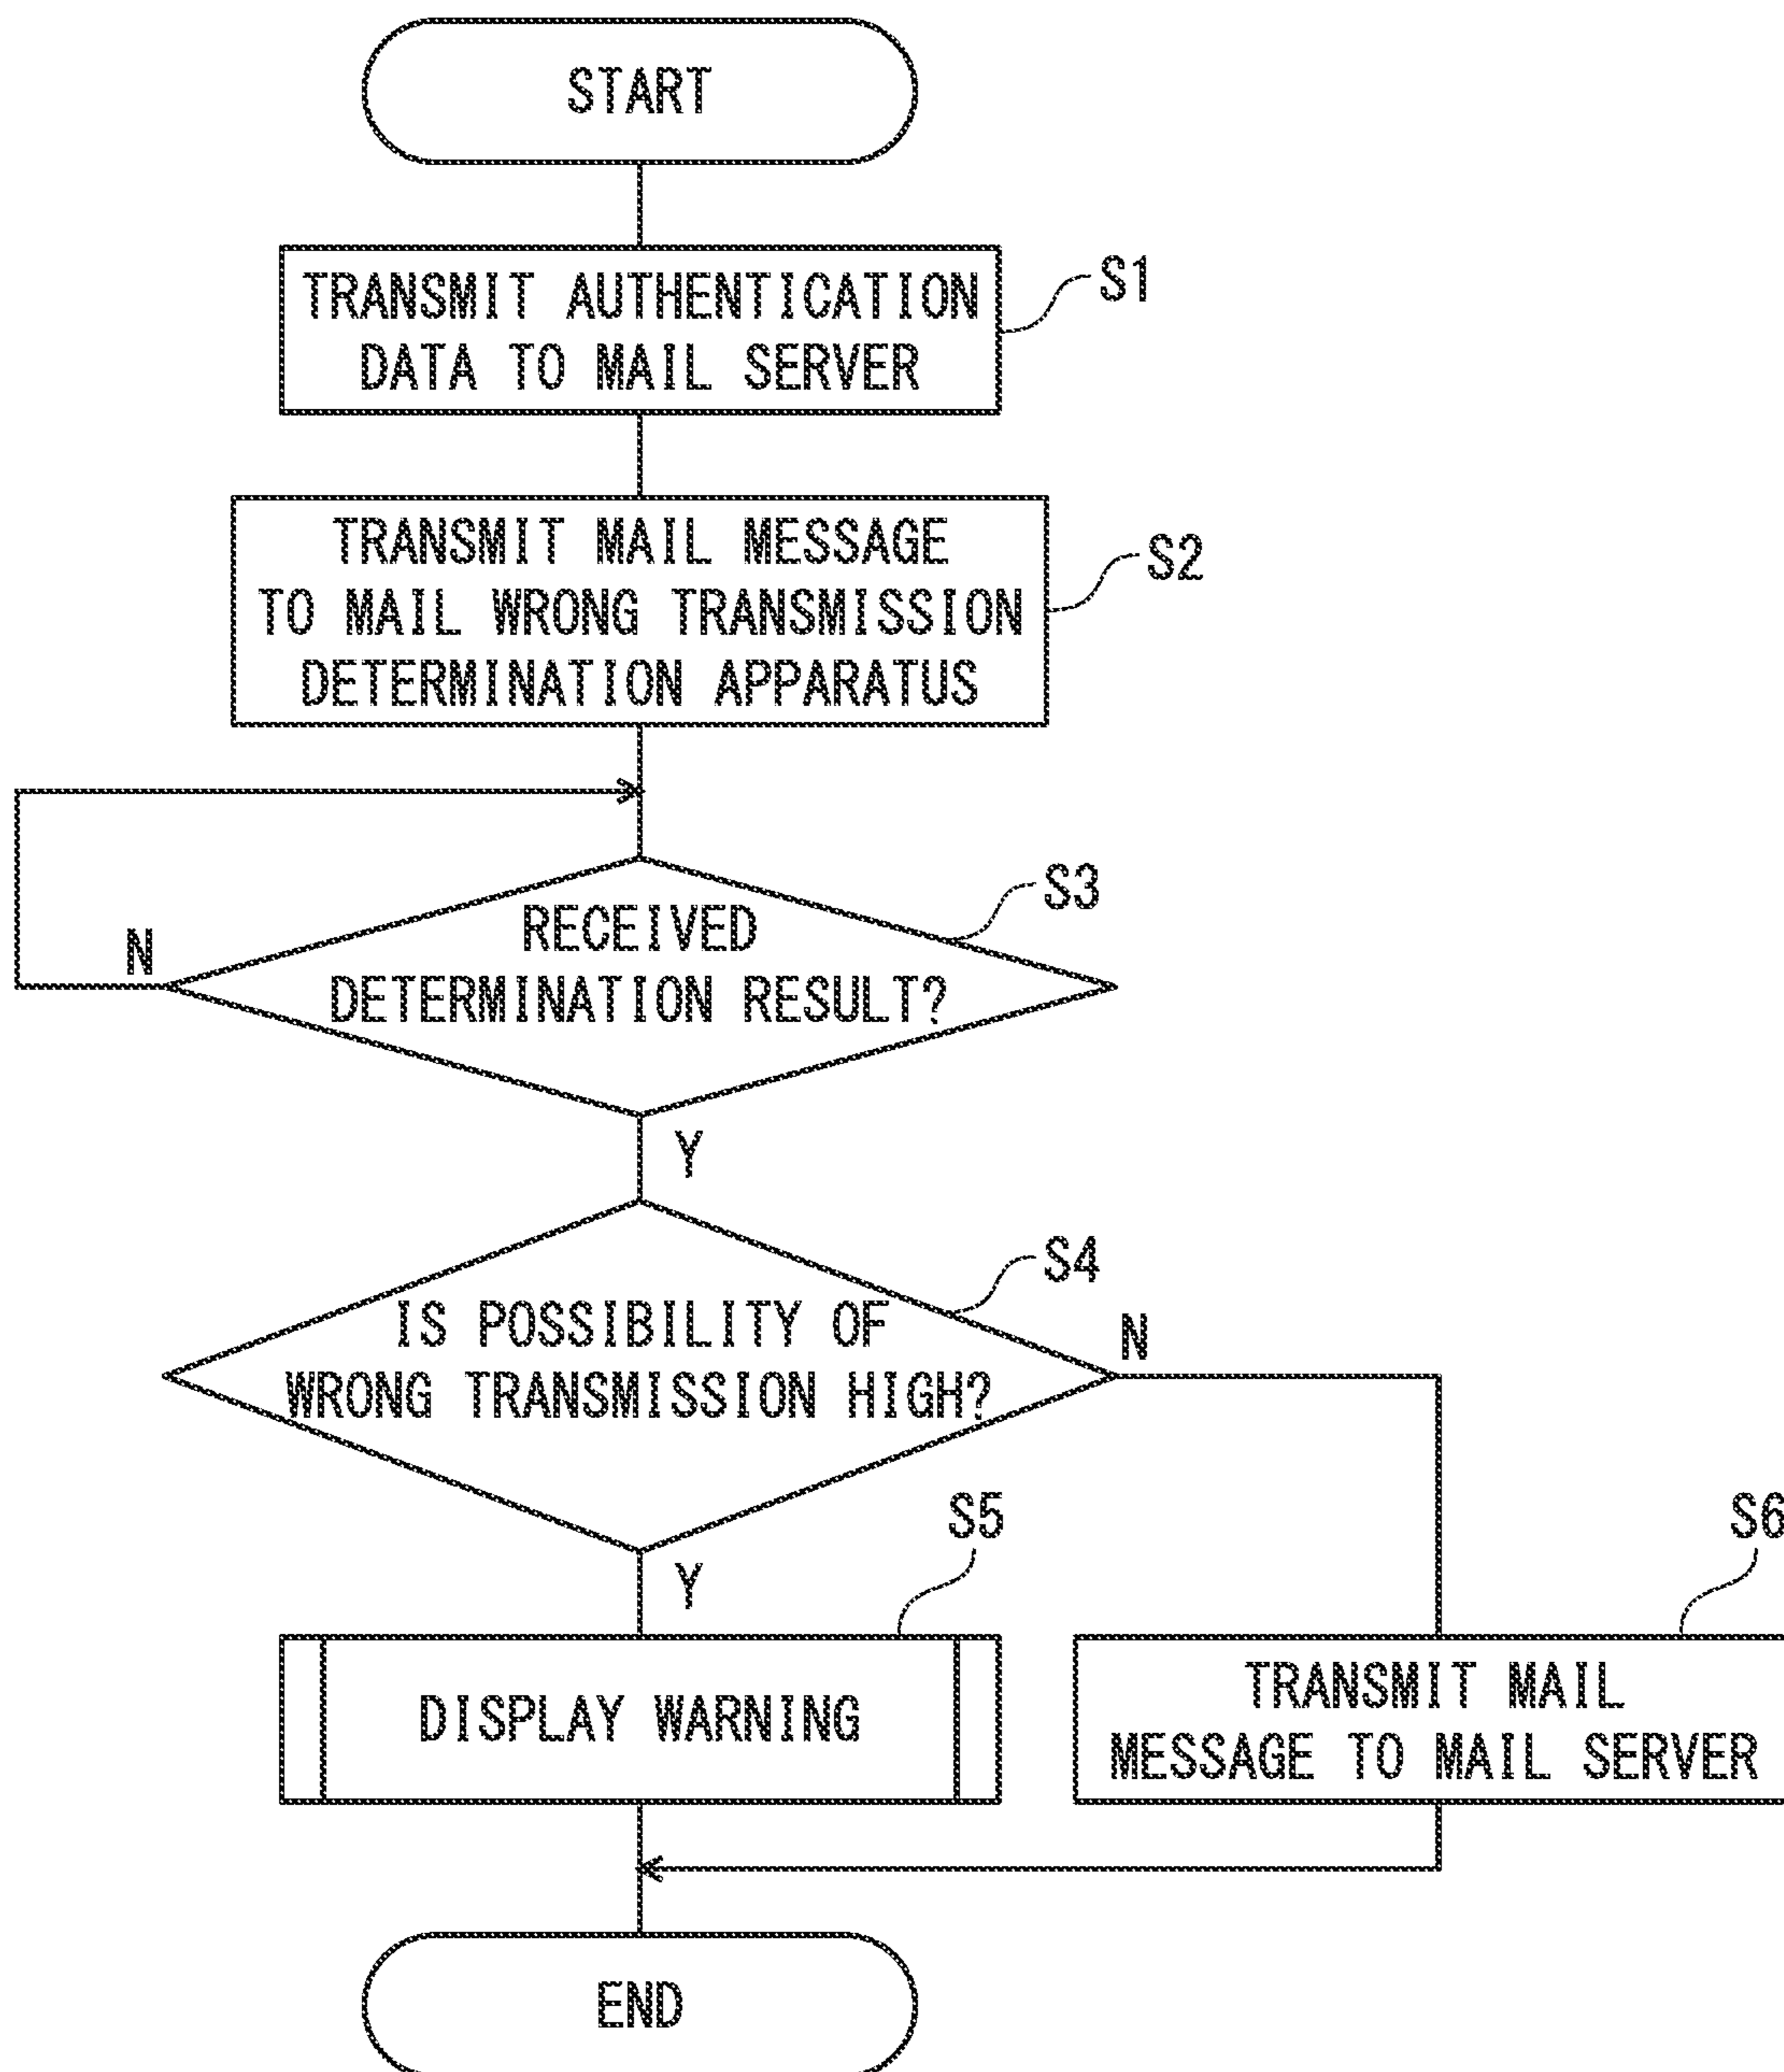 START
TRANSMIT AUTHENTICATION
DATA TO MAIL SERVER
S1
TRANSMIT MAIL MESSAGE
TO MAIL WRONG TRANSMISSION
DETERMINATION APPARATUS
S2
RECEIVED
DETERMINATION RESULT?
S3
N
Y
IS POSSIBILITY OF
WRONG TRANSMISSION HIGH?
S4
N
Y
S5
DISPLAY WARNING
S6
TRANSMIT MAIL
MESSAGE TO MAIL SERVER
END